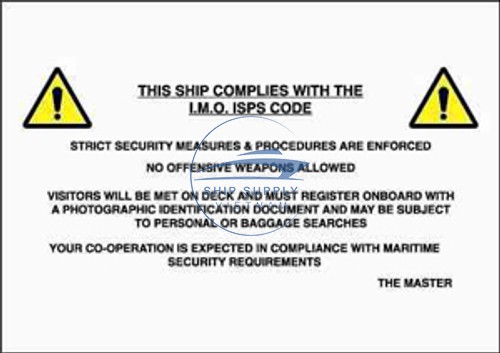 THIS SHIP COMPLIES WITH THE
I.M.O. ISPS CODE
STRICT SECURITY MEASURES & PROCEDURES ARE ENFORCED
NO OFFENSIVE WEAPONS ALLOWED
SHIP SUPPLY
VIETNAM
VISITORS WILL BE MET ON DECK AND MUST REGISTER ONBOARD WITH
A PHOTOGRAPHIC IDENTIFICATION DOCUMENT AND MAY BE SUBJECT
TO PERSONAL OR BAGGAGE SEARCHES
YOUR CO-OPERATION IS EXPECTED IN COMPLIANCE WITH MARITIME
SECURITY REQUIREMENTS
THE MASTER